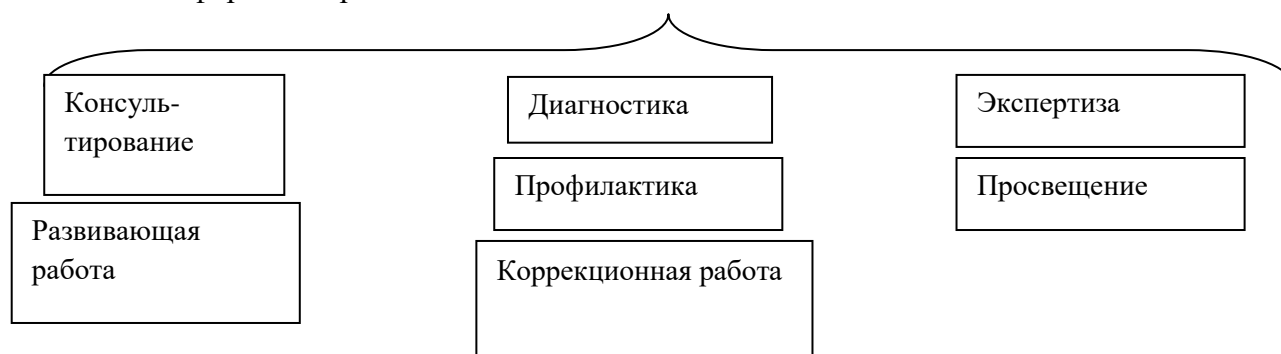 Консуль-
тирование
Диагностика
Экспертиза
Профилактика
Просвещение
Развивающая
работа
Коррекционная работа